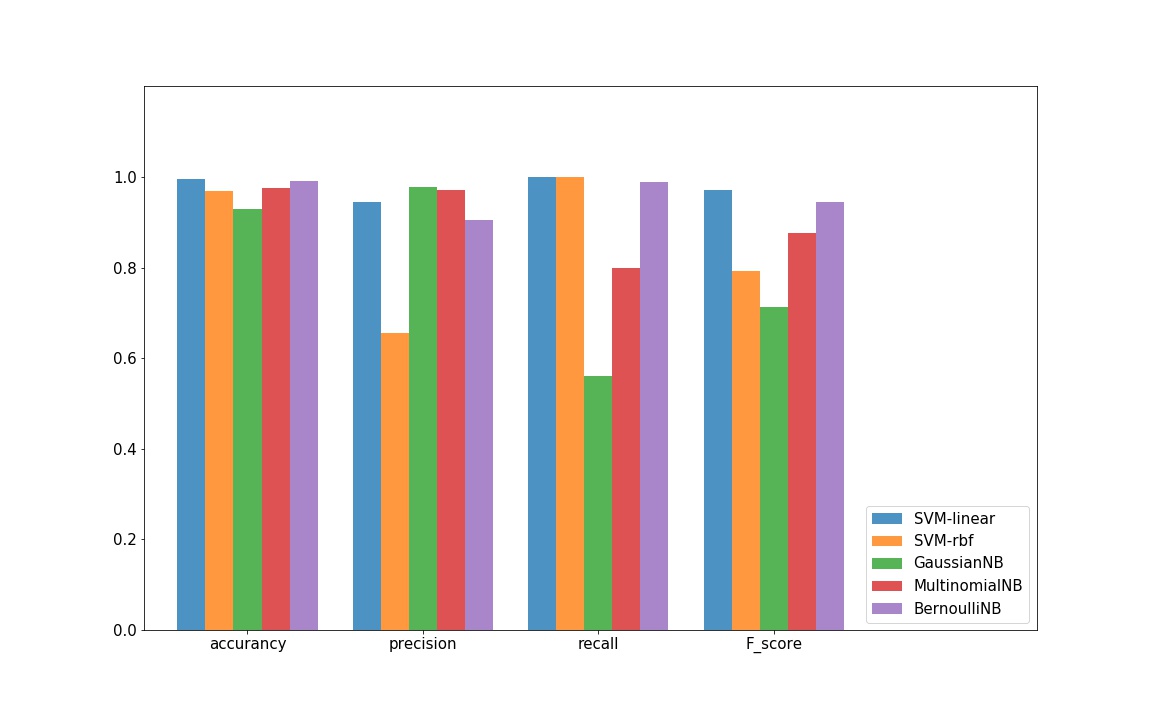 1.0
0.8
0.6
0.4
0.2
0.0
accurancy precision recall F_score
SVM-linear
SVM-rbf
GaussianNB
MultinomialNB
BernoulliNB